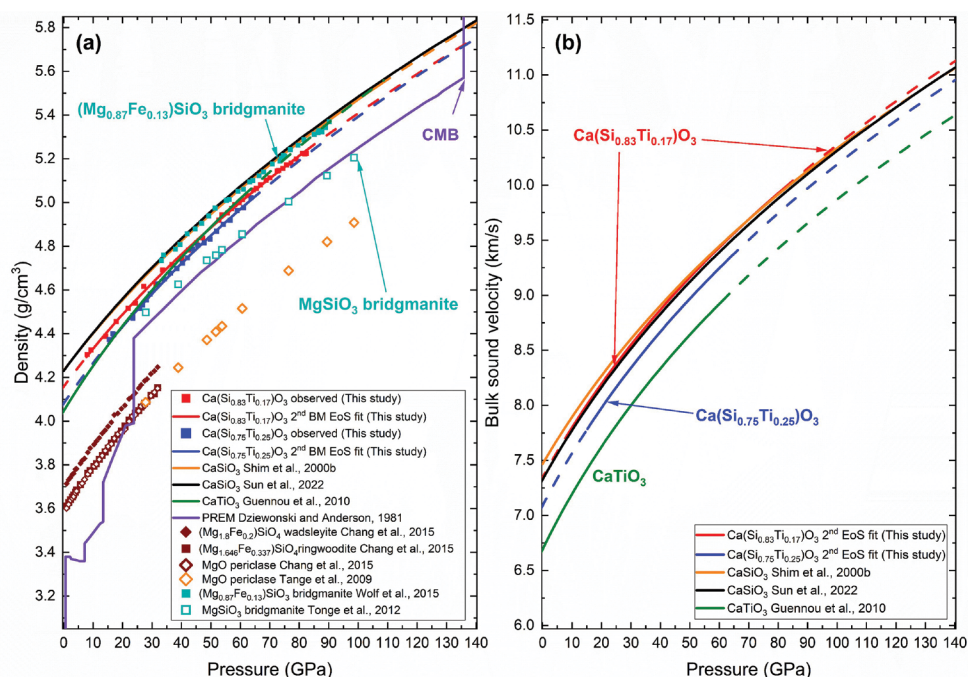 (a)
(Mg0.87Fe0.13)SiO3 bridgmanite
CMB
MgSiO3 bridgmanite
Density (g/cm3)
5.8
5.6
5.4
5.2
5.0
4.8
4.6
4.4
4.2
4.0
3.8
3.6
3.4
3.2
Ca(Si0.83Ti0.17)O3 observed (This study)
Ca(Si0.83Ti0.17)O3 2nd BM EoS fit (This study)
Ca(Si0.75Ti0.25)O3 observed (This study)
Ca(Si0.75Ti0.25)O3 2nd BM EoS fit (This study)
CaSiO3 Shim et al., 2000b
CaSiO3 Sun et al., 2022
CaTiO3 Guennou et al., 2010
PREM Dziewonski and Anderson, 1981
(Mg1.8Fe0.2)SiO4 wadsleyite Chang et al., 2015
(Mg1.646Fe0.337)SiO4ringwoodite Chang et al., 2015
MgO periclase Chang et al., 2015
MgO periclase Tange et al., 2009
(Mg0.87Fe0.13)SiO3 bridgmanite Wolf et al., 2015
MgSiO3 bridgmanite Tonge et al., 2012
0 10 20 30 40 50 60 70 80 90 100 110 120 130 140
Pressure (GPa)
(b)
Ca(Si0.83Ti0.17)O3
Ca(Si0.75Ti0.25)O3
CaTiO3
Bulk sound velocity (km/s)
11.5
11.0
10.5
10.0
9.5
9.0
8.5
8.0
7.5
7.0
6.5
6.0
Ca(Si0.83Ti0.17)O3 2nd EoS fit (This study)
Ca(Si0.75Ti0.25)O3 2nd EoS fit (This study)
CaSiO3 Shim et al., 2000b
CaSiO3 Sun et al., 2022
CaTiO3 Guennou et al., 2010
0 10 20 30 40 50 60 70 80 90 100 110 120 130 140
Pressure (GPa)